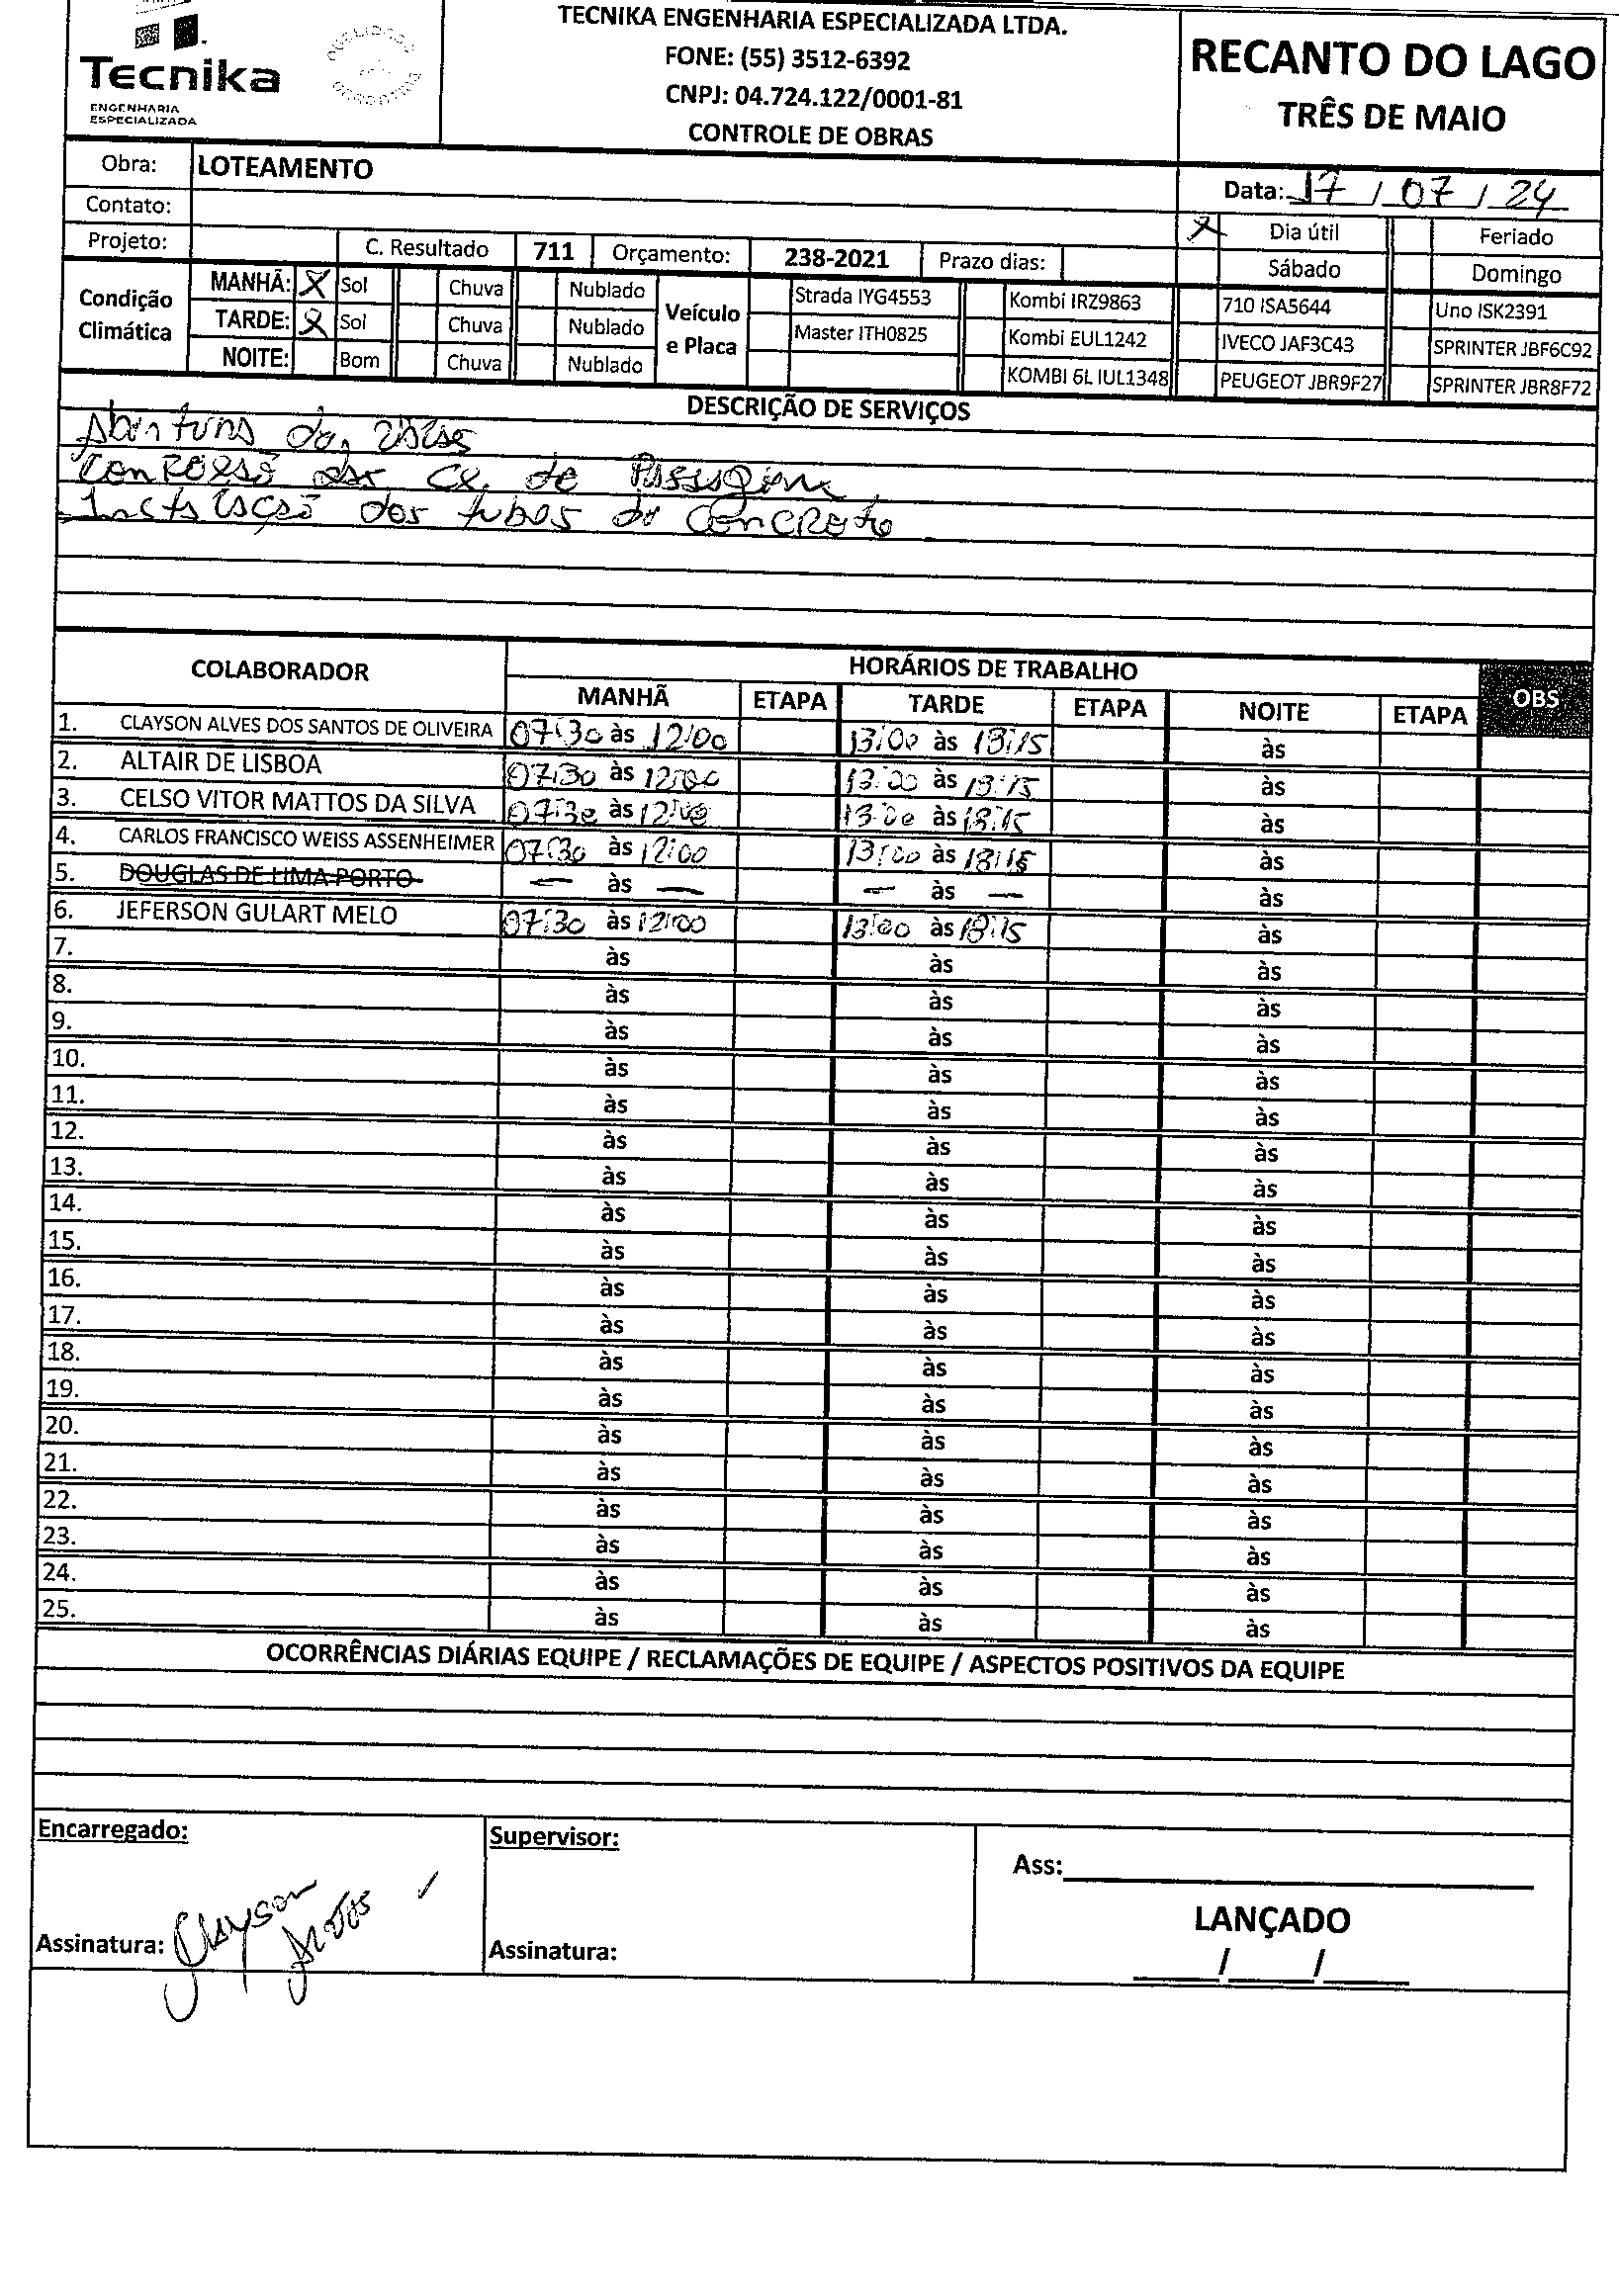 TECNIKA ENGENHARIA ESPECIALIZADA LTDA.
FONE: (55) 3512-6392
CNPJ: 04.724.122/0001-81
CONTROLE DE OBRAS
Tecnika
ENGENHARIA
ESPECIALIZADA
RECANTO DO LAGO
TRÊS DE MAIO
Obra: LOTEAMENTO
Data: 17 / 07 / 24
Contato:
X Dia útil Feriado
Projeto: C. Resultado 711 Orçamento: 238-2021 Prazo dias: Sábado Domingo
Condição Climática
MANHÃ: X Sol Chuva Nublado
TARDE: X Sol Chuva Nublado
NOITE: Bom Chuva Nublado
Veículo e Placa
Strada IYG4553 Kombi IRZ9863 710 ISA5644 Uno ISK2391
Master ITH0825 Kombi EUL1242 IVECO JAF3C43 SPRINTER JBF6C92
KOMBI 6L IUL1348 PEUGEOT JBR9F27 SPRINTER JBR8F72
DESCRIÇÃO DE SERVIÇOS
de Passagem
dos tubos de concreto
COLABORADOR HORÁRIOS DE TRABALHO OBS
MANHÃ ETAPA TARDE ETAPA NOITE ETAPA
1. CLAYSON ALVES DOS SANTOS DE OLIVEIRA 07:30 às 12:00 13:00 às 18:15 às
2. ALTAIR DE LISBOA 07:30 às 12:00 13:00 às 18:15 às
3. CELSO VITOR MATTOS DA SILVA 07:30 às 12:00 13:00 às 18:15 às
4. CARLOS FRANCISCO WEISS ASSENHEIMER 07:30 às 12:00 13:00 às 18:15 às
5. DOUGLAS DE LIMA PORTO — às — — às — às
6. JEFERSON GULART MELO 07:30 às 12:00 13:00 às 18:15 às
7. às às às
8. às às às
9. às às às
10. às às às
11. às às às
12. às às às
13. às às às
14. às às às
15. às às às
16. às às às
17. às às às
18. às às às
19. às às às
20. às às às
21. às às às
22. às às às
23. às às às
24. às às às
25. às às às
OCORRÊNCIAS DIÁRIAS EQUIPE / RECLAMAÇÕES DE EQUIPE / ASPECTOS POSITIVOS DA EQUIPE
Encarregado: Supervisor:
Ass:
LANÇADO
Assinatura: Clayson Assinatura:
/ /